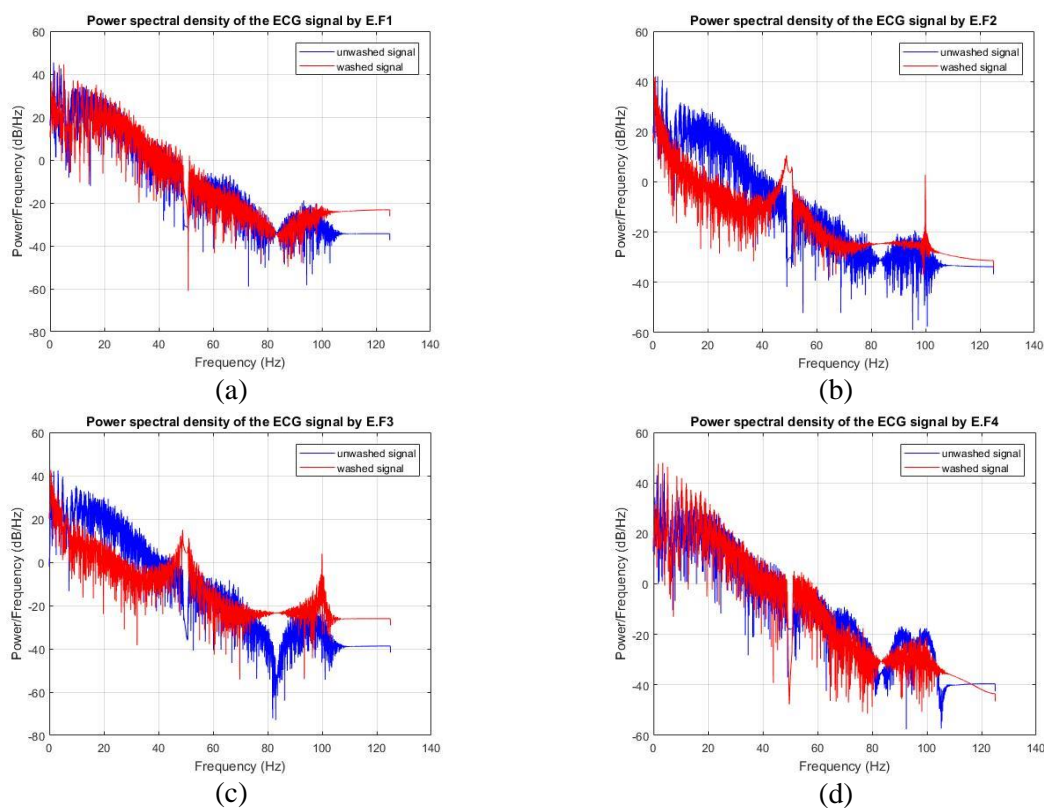 Power spectral density of the ECG signal by E.F1
60
40
20
0
-20
-40
-60
-80
Power/Frequency (dB/Hz)
unwashed signal
washed signal
0 20 40 60 80 100 120 140
Frequency (Hz)
(a)
Power spectral density of the ECG signal by E.F2
60
40
20
0
-20
-40
-60
Power/Frequency (dB/Hz)
unwashed signal
washed signal
0 20 40 60 80 100 120 140
Frequency (Hz)
(b)
Power spectral density of the ECG signal by E.F3
60
40
20
0
-20
-40
-60
-80
Power/Frequency (dB/Hz)
unwashed signal
washed signal
0 20 40 60 80 100 120 140
Frequency (Hz)
(c)
Power spectral density of the ECG signal by E.F4
60
40
20
0
-20
-40
-60
Power/Frequency (dB/Hz)
unwashed signal
washed signal
0 20 40 60 80 100 120 140
Frequency (Hz)
(d)